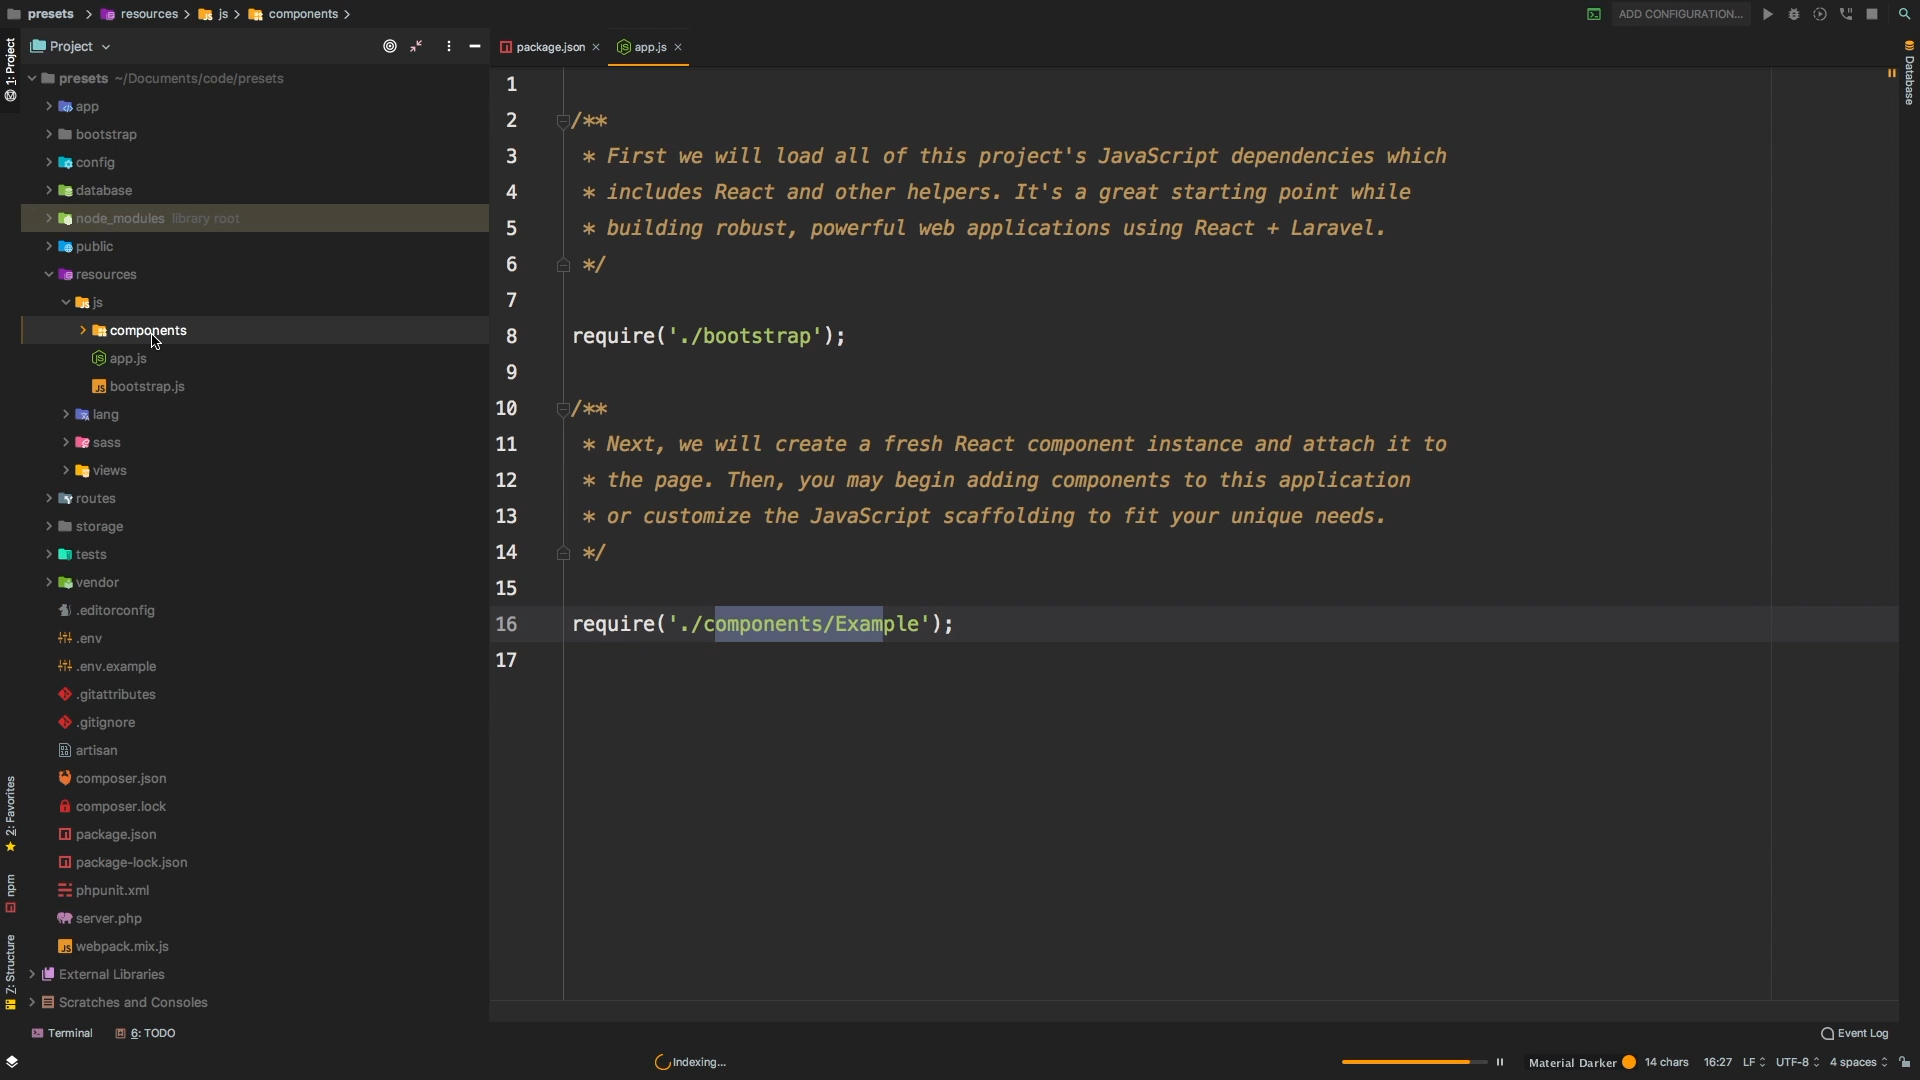 presets resources js components
ADD CONFIGURATION...
1: Project
Project
package.json
app.js
Database
presets ~/Documents/code/presets
app
bootstrap
config
database
node_modules library root
public
resources
js
components
app.js
bootstrap.js
lang
sass
views
routes
storage
tests
vendor
.editorconfig
.env
.env.example
.gitattributes
.gitignore
artisan
composer.json
composer.lock
package.json
package-lock.json
phpunit.xml
server.php
webpack.mix.js
External Libraries
Scratches and Consoles
2: Favorites
npm
7: Structure
1
2 /**
3 * First we will load all of this project's JavaScript dependencies which
4 * includes React and other helpers. It's a great starting point while
5 * building robust, powerful web applications using React + Laravel.
6 */
7
8 require('./bootstrap');
9
10 /**
11 * Next, we will create a fresh React component instance and attach it to
12 * the page. Then, you may begin adding components to this application
13 * or customize the JavaScript scaffolding to fit your unique needs.
14 */
15
16 require('./components/Example');
17
Terminal
6: TODO
Event Log
Indexing...
Material Darker
14 chars
16:27
LF
UTF-8
4 spaces